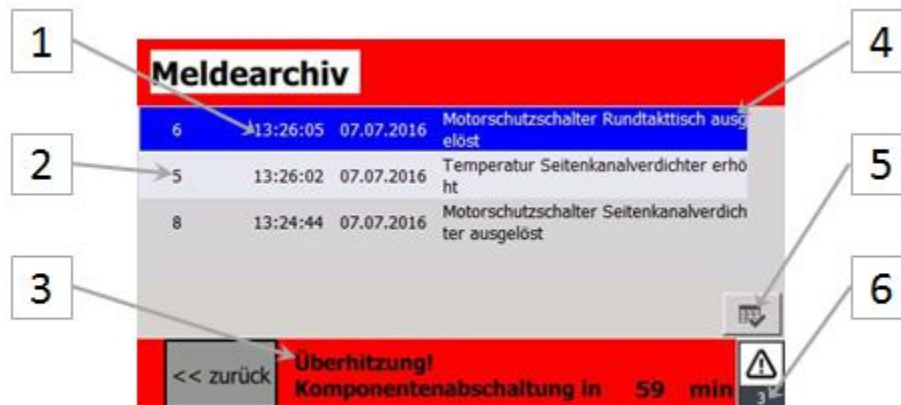 1
4
Meldearchiv
6 13:26:05 07.07.2016 Motorschutzschalter Rundtakttisch ausg
elöst
2
5
5 13:26:02 07.07.2016 Temperatur Seitenkanalverdichter erhö
ht
8 13:24:44 07.07.2016 Motorschutzschalter Seitenkanalverdich
ter ausgelöst
3
6
<< zurück
Überhitzung!
Komponentenabschaltung in 59 min
3